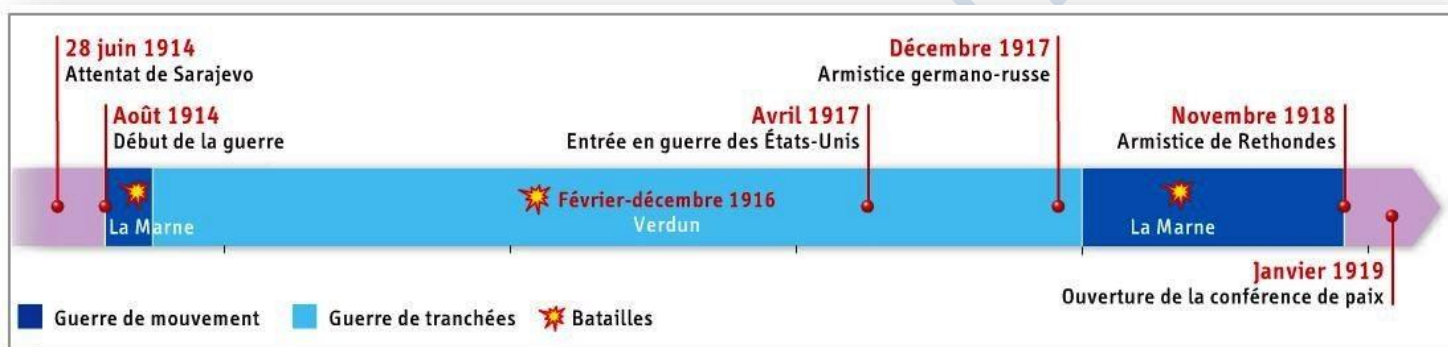 28 juin 1914
Attentat de Sarajevo
Août 1914
Début de la guerre
Avril 1917
Entrée en guerre des États-Unis
Décembre 1917
Armistice germano-russe
Novembre 1918
Armistice de Rethondes
La Marne
Février-décembre 1916
Verdun
La Marne
Janvier 1919
Ouverture de la conférence de paix
Guerre de mouvement
Guerre de tranchées
Batailles